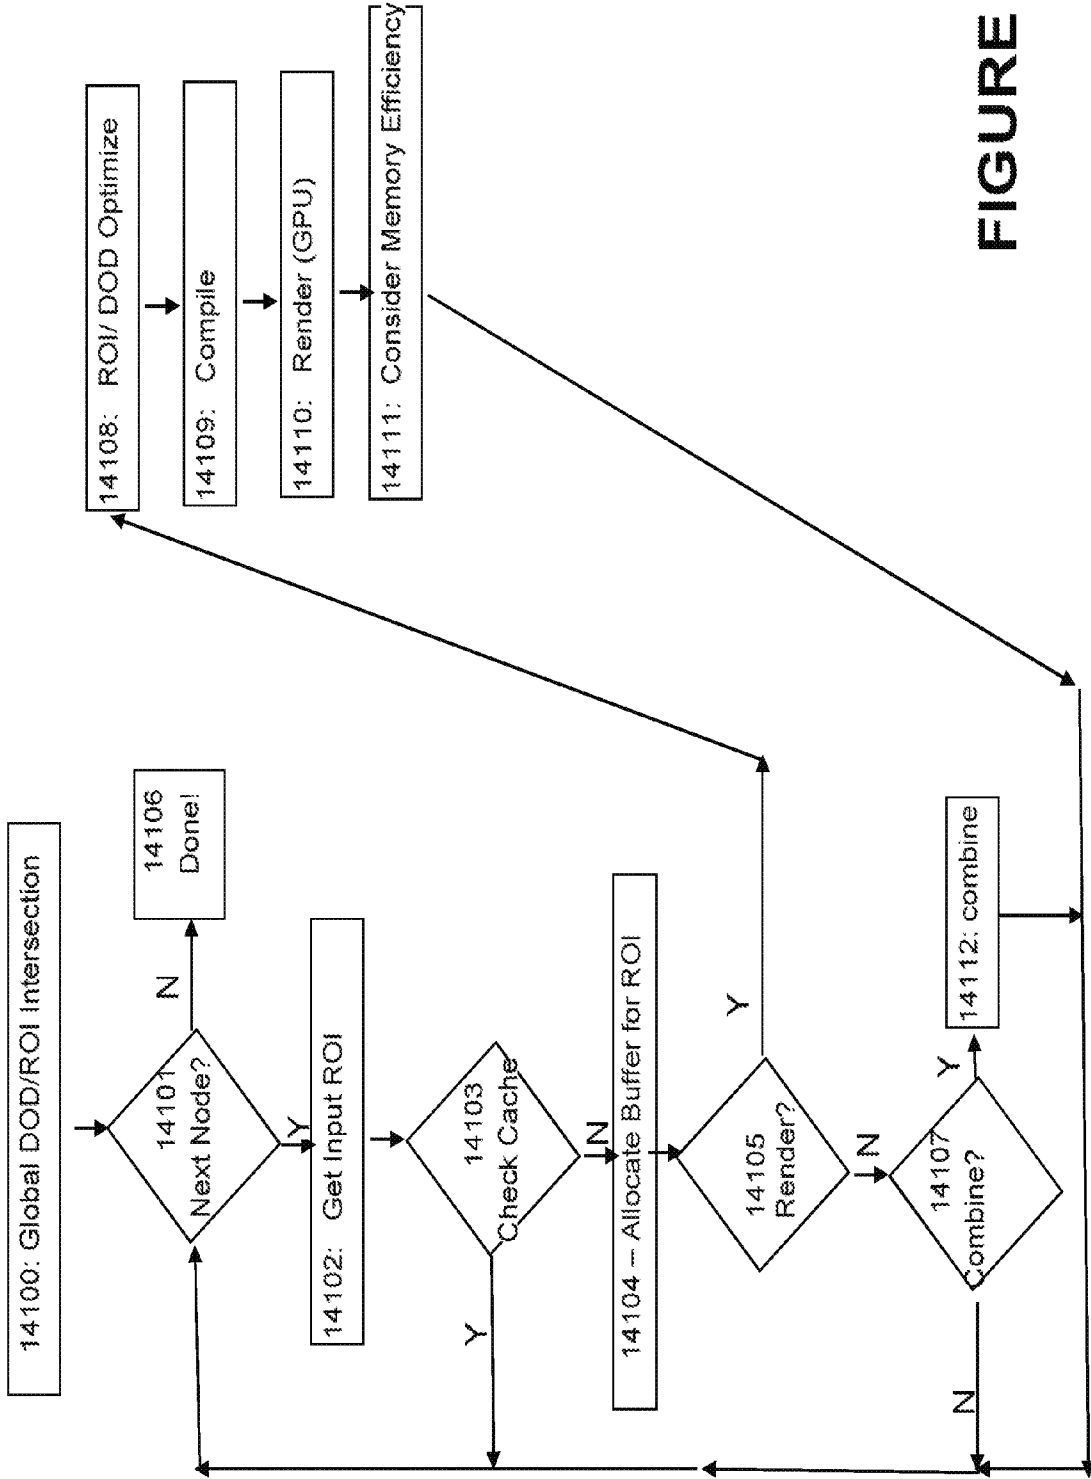 14100: Global DOD/ROI Intersection
14101
Next Node?
N
14106
Done!
Y
14102: Get Input ROI
14103
Check Cache
Y
N
14104 – Allocate Buffer for ROI
14105
Render?
Y
N
14107
Combine?
Y
14112: combine
N
14108: ROI/ DOD Optimize
14109: Compile
14110: Render (GPU)
14111: Consider Memory Efficiency
FIGURE